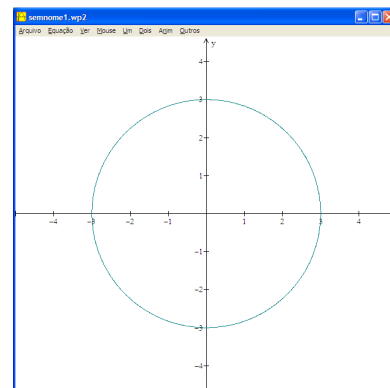 semnome1.wp2
Arquivo Equação Ver Mouse Um Dois Anim Outros
y
4
3
2
1
-4 -3 -2 -1 1 2 3 4
-1
-2
-3
-4